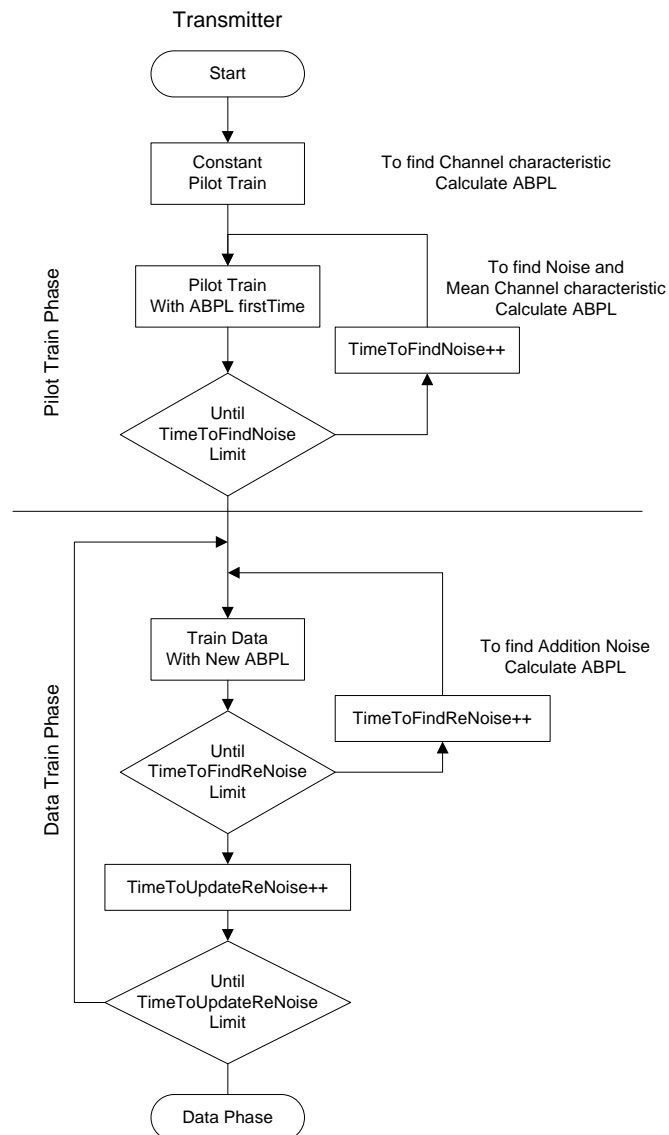 Transmitter
Start
Constant
Pilot Train
To find Channel characteristic
Calculate ABPL
Pilot Train Phase
Pilot Train
With ABPL firstTime
To find Noise and
Mean Channel characteristic
Calculate ABPL
TimeToFindNoise++
Until
TimeToFindNoise
Limit
Data Train Phase
Train Data
With New ABPL
To find Addition Noise
Calculate ABPL
TimeToFindReNoise++
Until
TimeToFindReNoise
Limit
TimeToUpdateReNoise++
Until
TimeToUpdateReNoise
Limit
Data Phase